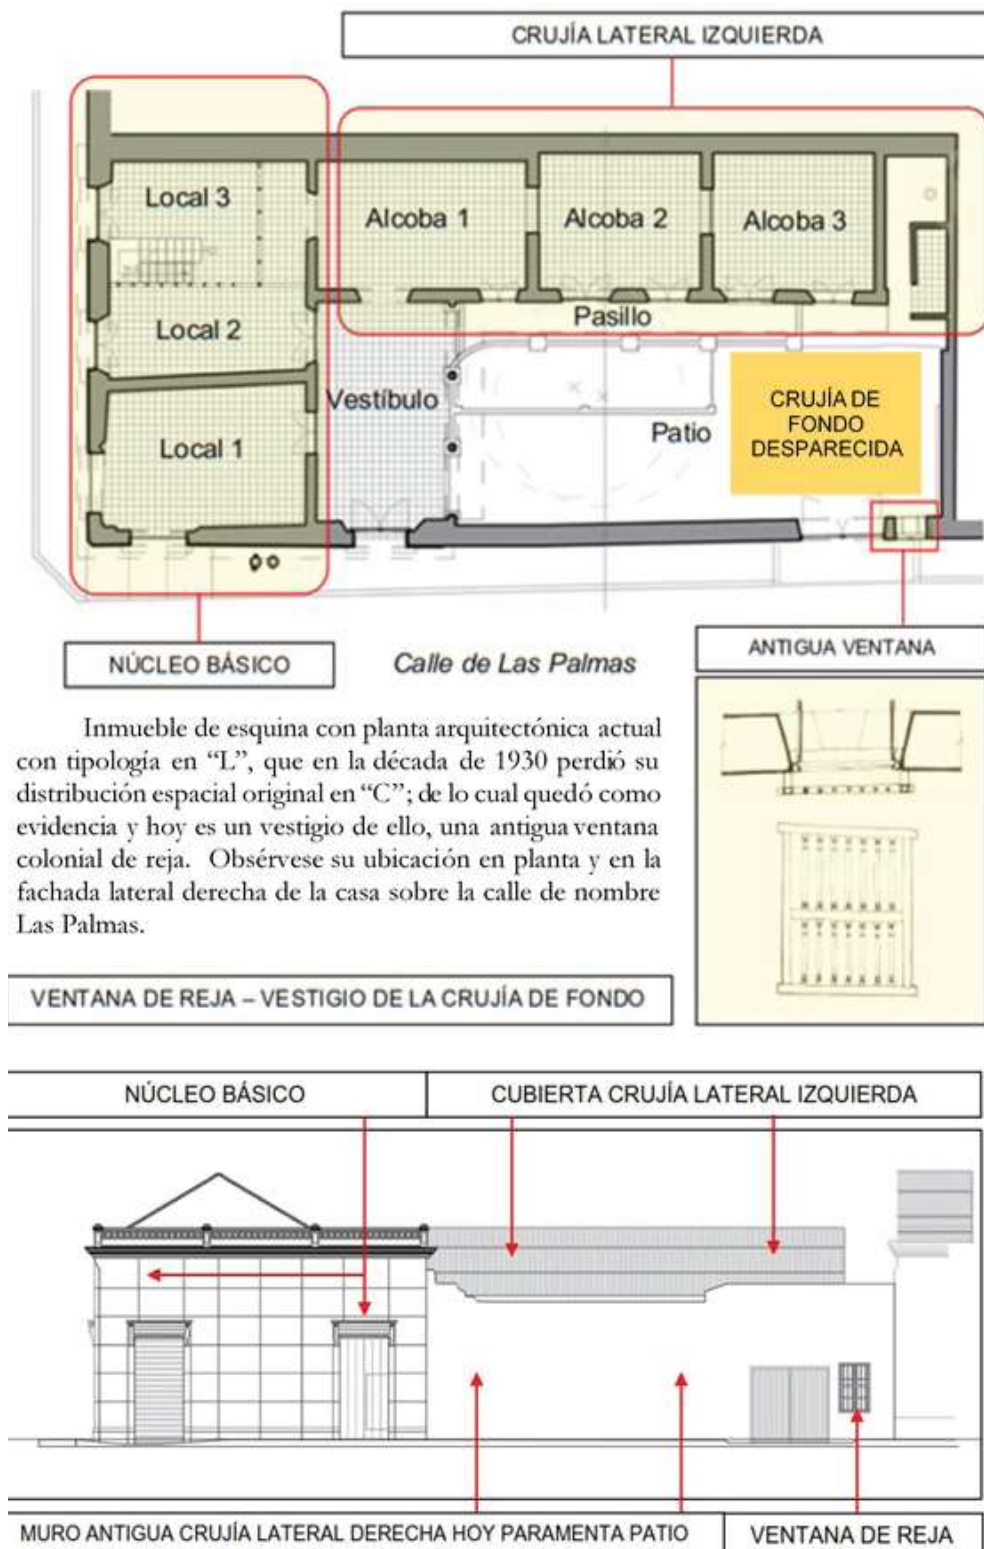 CRUJÍA LATERAL IZQUIERDA
Local 3
Alcoba 1
Alcoba 2
Alcoba 3
Local 2
Pasillo
Vestíbulo
Local 1
Patio
CRUJÍA DE
FONDO
DESPARECIDA
NÚCLEO BÁSICO
Calle de Las Palmas
ANTIGUA VENTANA
Inmueble de esquina con planta arquitectónica actual
con tipología en “L”, que en la década de 1930 perdió su
distribución espacial original en “C”; de lo cual quedó como
evidencia y hoy es un vestigio de ello, una antigua ventana
colonial de reja. Obsérvese su ubicación en planta y en la
fachada lateral derecha de la casa sobre la calle de nombre
Las Palmas.
VENTANA DE REJA – VESTIGIO DE LA CRUJÍA DE FONDO
NÚCLEO BÁSICO
CUBIERTA CRUJÍA LATERAL IZQUIERDA
MURO ANTIGUA CRUJÍA LATERAL DERECHA HOY PARAMENTA PATIO
VENTANA DE REJA